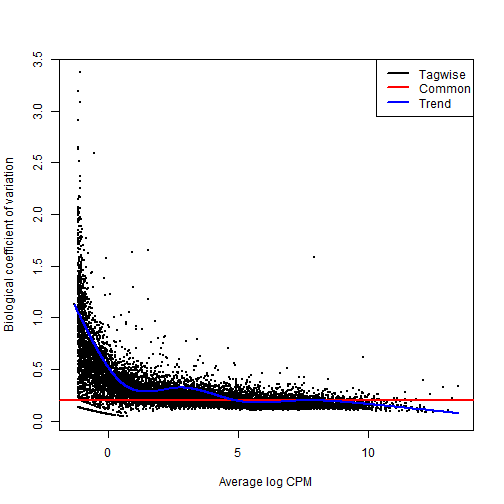 Tagwise
Common
Trend
3.5
3.0
2.5
2.0
1.5
1.0
0.5
0.0
Biological coefficient of variation
0 5 10
Average log CPM